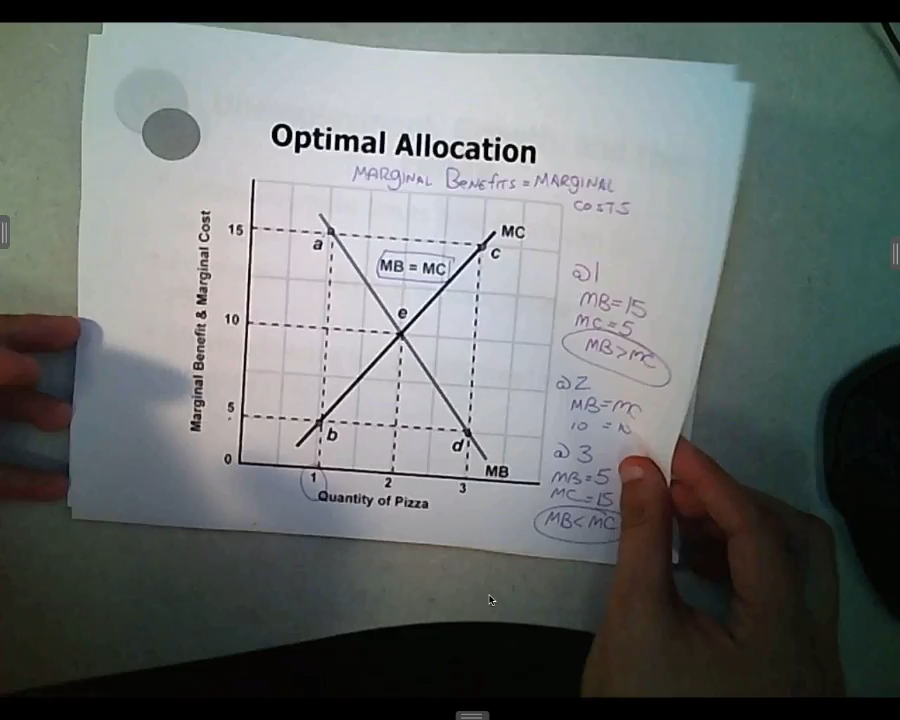 Optimal Allocation
MARGINAL BENEFITS = MARGINAL
COSTS
Marginal Benefit & Marginal Cost
15
10
5
0
a
MB = MC
MC
c
e
b
d
MB
1
2
3
Quantity of Pizza
@1
MB=15
MC=5
MB>MC
@2
MB=MC
10 =
@3
MB=5
MC=15
MB<MC